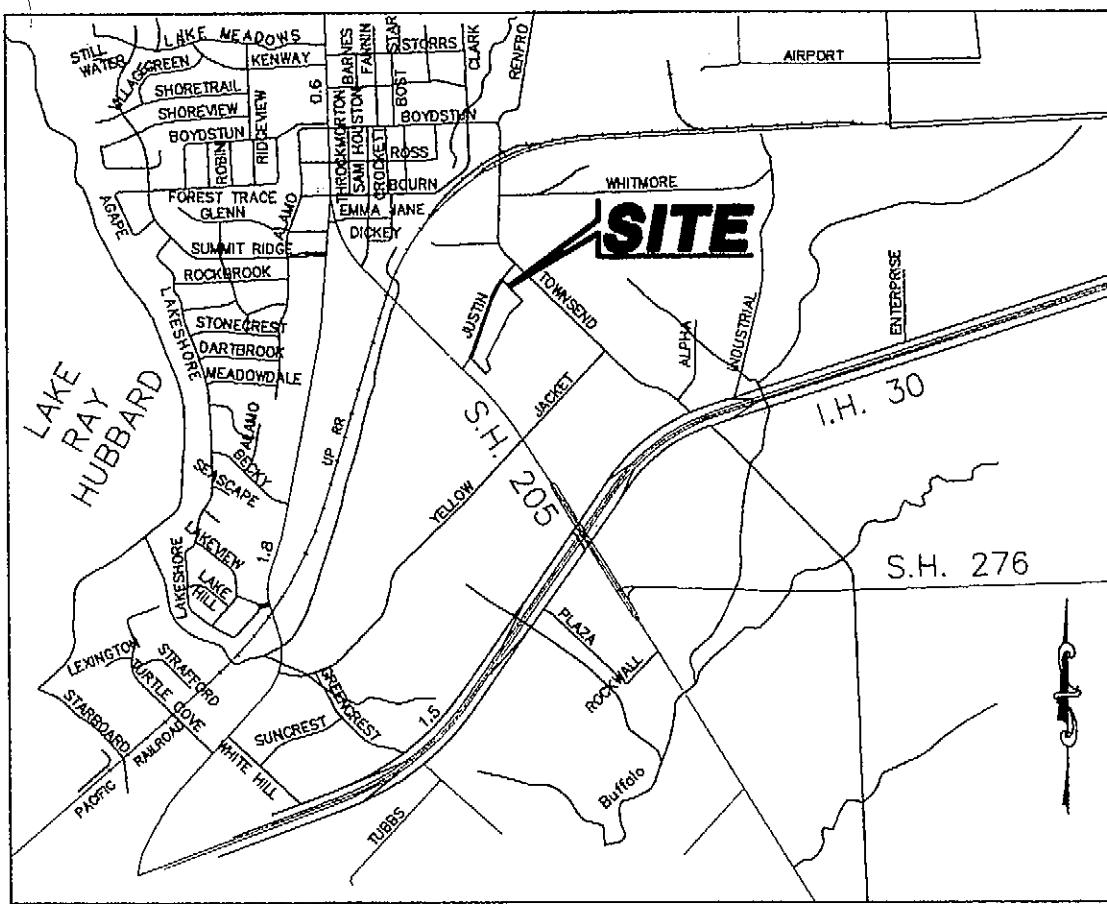 LAKE MEADOWS
STILL
WATER
VILLAGEGREEN
KENWAY
SHORETRAIL
SHOREVIEW
BOYDSTUN
ROBIN
RIDGEVIEW
0.6
THROCKMORTON
BARNES
SAM HOUSTON
FANNIN
CROCKETT
STAR
BOST
STORRS
CLARK
RENFRO
BOYDSTUN
ROSS
BOURN
AIRPORT
WHITMORE
AGAPE
FOREST TRACE
GLENN
ALAMO
EMMA JANE
DICKEY
SUMMIT RIDGE
ROCKBROOK
SITE
LAKESHORE
STONECREST
DARTBROOK
MEADOWDALE
JUSTIN
TOWNSEND
ALPHA
INDUSTRIAL
ENTERPRISE
LAKE
RAY
HUBBARD
ALAMO
BECKY
SEASCAPE
UP RR
S.H. 205
YELLOW JACKET
I.H. 30
LAKEVIEW
LAKE
HILL
LAKESHORE
1.8
S.H. 276
PLAZA
ROCKWALL
LEXINGTON
STRAFFORD
TURTLE COVE
STARBOARD
PACIFIC RAILROAD
WHITE HILL
SUNCREST
GREENCREST
1.5
TUBBS
Buffalo